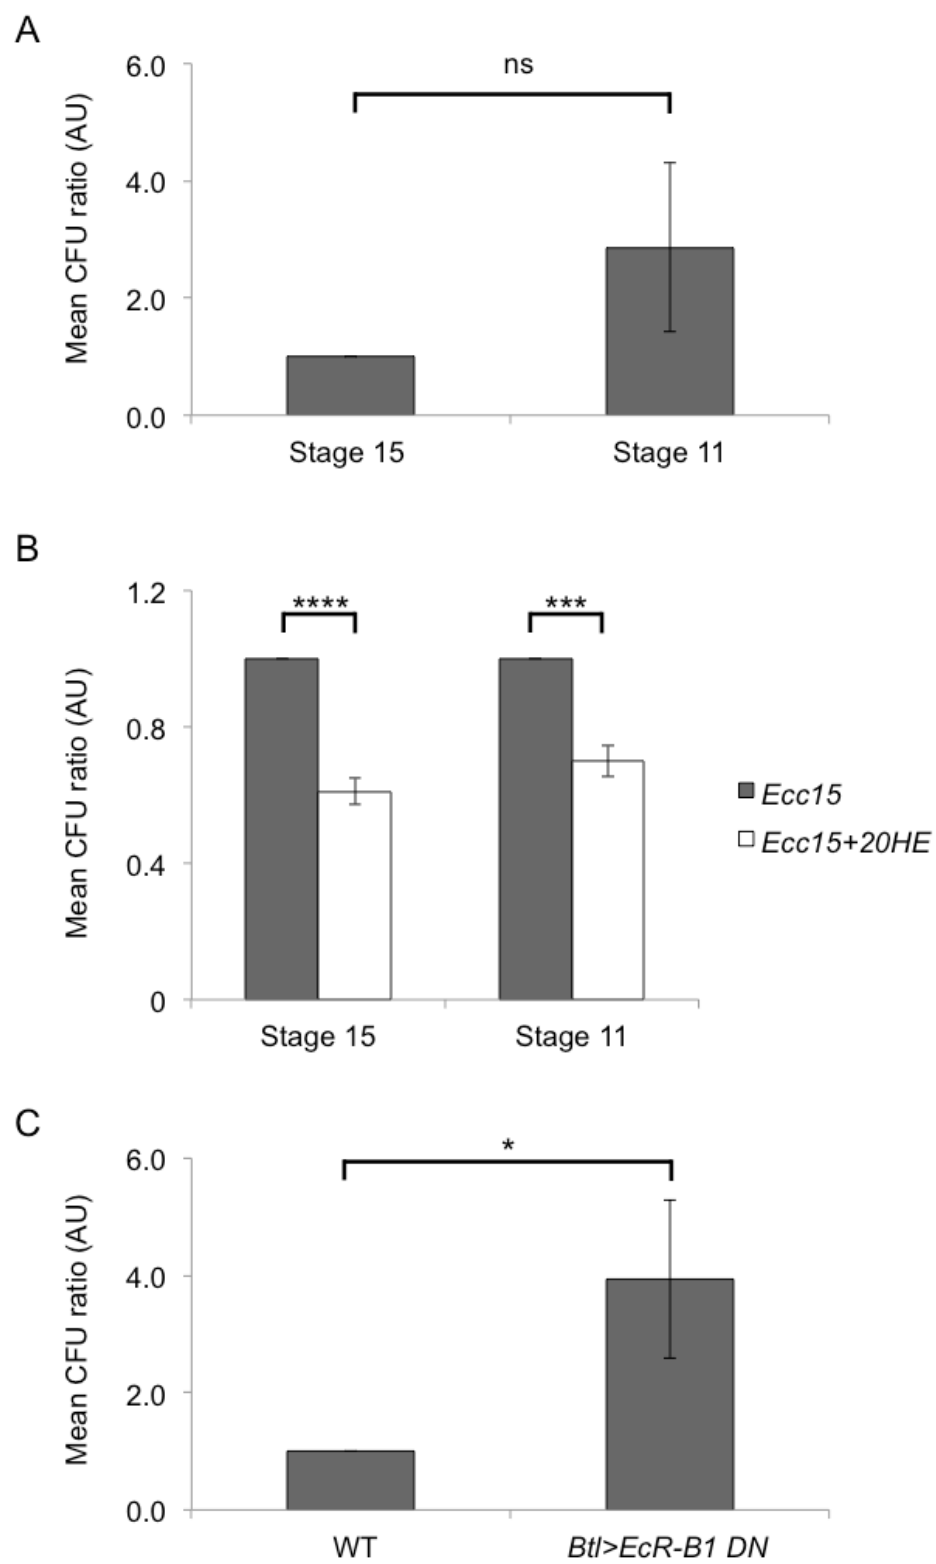 A
Mean CFU ratio (AU)
6.0
4.0
2.0
0.0
ns
Stage 15
Stage 11
B
Mean CFU ratio (AU)
1.2
0.8
0.4
0
****
***
Stage 15
Stage 11
Ecc15
Ecc15+20HE
C
Mean CFU ratio (AU)
6.0
4.0
2.0
0.0
*
WT
Btl>EcR-B1 DN